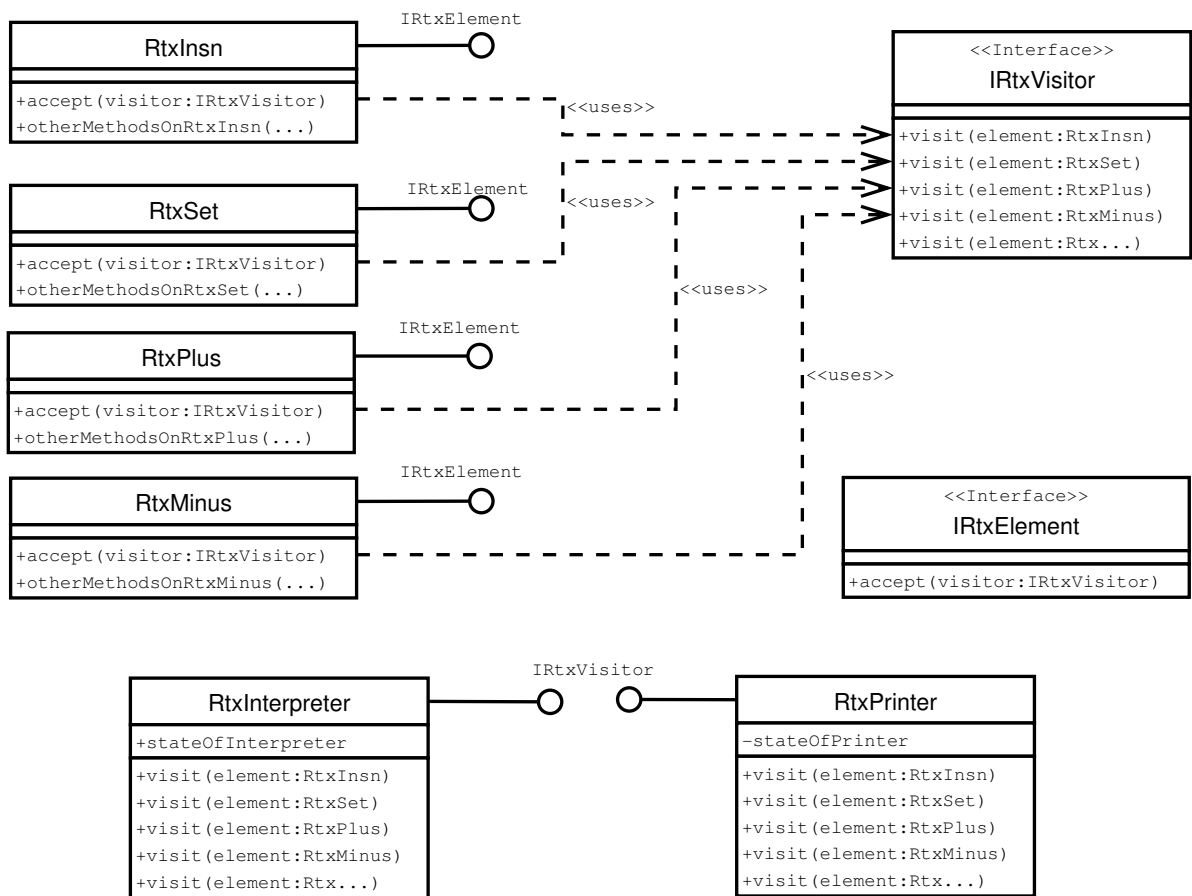 IRtxElement
RtxInsn
+accept(visitor:IRtxVisitor)
+otherMethodsOnRtxInsn(...)
<<uses>>
<<Interface>>
IRtxVisitor
+visit(element:RtxInsn)
+visit(element:RtxSet)
+visit(element:RtxPlus)
+visit(element:RtxMinus)
+visit(element:Rtx...)
IRtxElement
RtxSet
+accept(visitor:IRtxVisitor)
+otherMethodsOnRtxSet(...)
<<uses>>
<<uses>>
IRtxElement
RtxPlus
+accept(visitor:IRtxVisitor)
+otherMethodsOnRtxPlus(...)
<<uses>>
IRtxElement
RtxMinus
+accept(visitor:IRtxVisitor)
+otherMethodsOnRtxMinus(...)
<<Interface>>
IRtxElement
+accept(visitor:IRtxVisitor)
IRtxVisitor
RtxInterpreter
+stateOfInterpreter
+visit(element:RtxInsn)
+visit(element:RtxSet)
+visit(element:RtxPlus)
+visit(element:RtxMinus)
+visit(element:Rtx...)
RtxPrinter
-stateOfPrinter
+visit(element:RtxInsn)
+visit(element:RtxSet)
+visit(element:RtxPlus)
+visit(element:RtxMinus)
+visit(element:Rtx...)